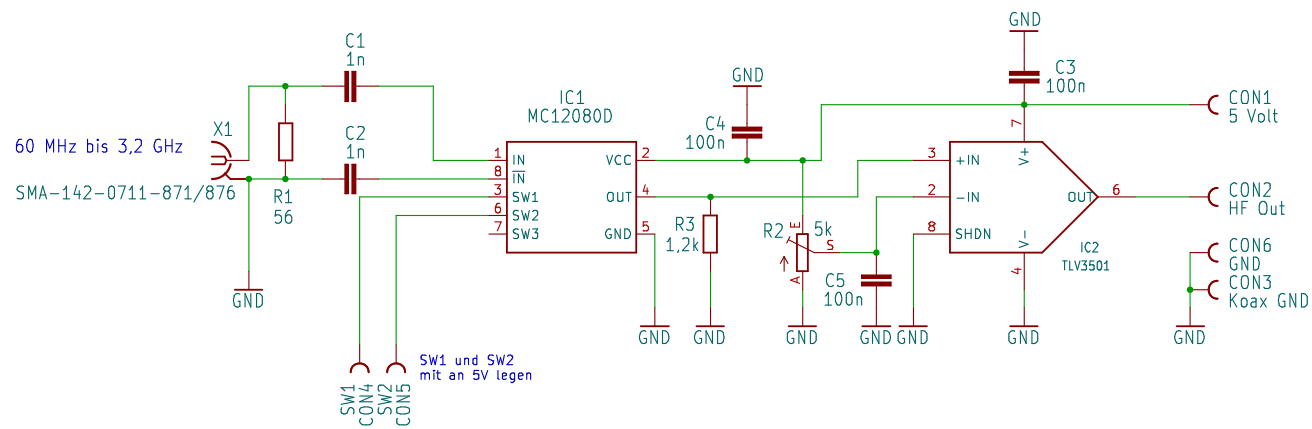 60 MHz bis 3,2 GHz
X1
SMA-142-0711-871/876
R1
56
GND
C1
1n
C2
1n
SW1
CON4
SW2
CON5
SW1 und SW2
mit an 5V legen
IC1
MC12080D
1 IN
8 IN
3 SW1
6 SW2
7 SW3
VCC 2
OUT 4
GND 5
GND
R3
1,2k
GND
GND
C4
100n
R2
5k
E
S
A
GND
C5
100n
GND
GND
GND
C3
100n
7
V+
3 +IN
2 -IN
8 SHDN
OUT 6
V-
4
IC2
TLV3501
GND
CON1
5 Volt
CON2
HF Out
CON6
GND
CON3
Koax GND
GND